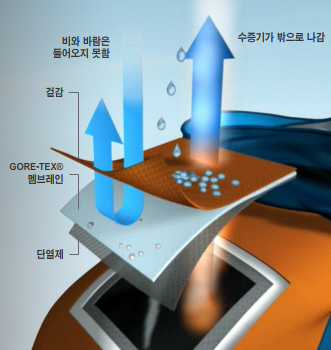 비와 바람은
들어오지 못함
수증기가 밖으로 나감
겉감
GORE-TEX®
멤브레인
단열재